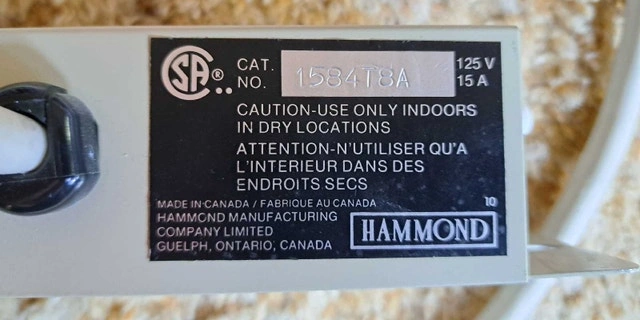 SA®
CAT. NO. 1584T8A 125 V 15 A
CAUTION-USE ONLY INDOORS
IN DRY LOCATIONS
ATTENTION-N'UTILISER QU'A
L'INTERIEUR DANS DES
ENDROITS SECS
MADE IN CANADA / FABRIQUE AU CANADA 10
HAMMOND MANUFACTURING
COMPANY LIMITED
GUELPH, ONTARIO, CANADA
HAMMOND